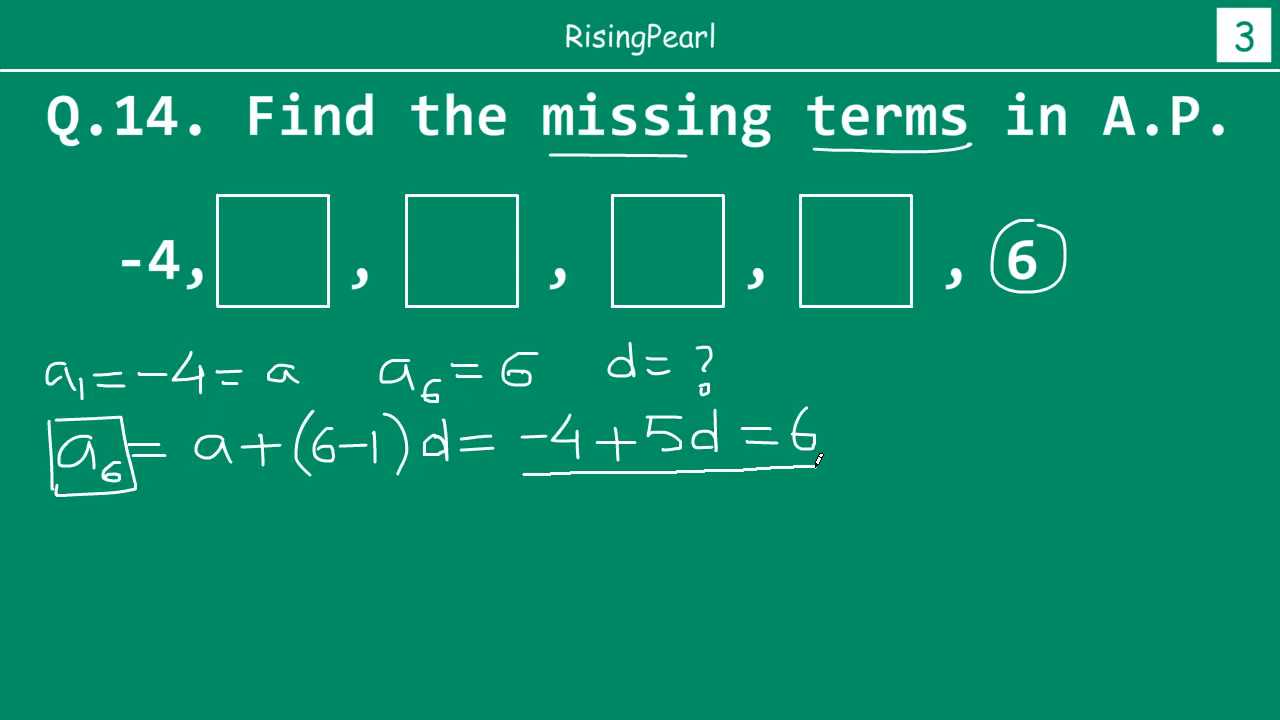 RisingPearl
3
Q.14. Find the missing terms in A.P.
-4, , , , , 6
a₁ = -4 = a a₆ = 6 d = ?
a₆ = a + (6-1) d = -4 + 5d = 6